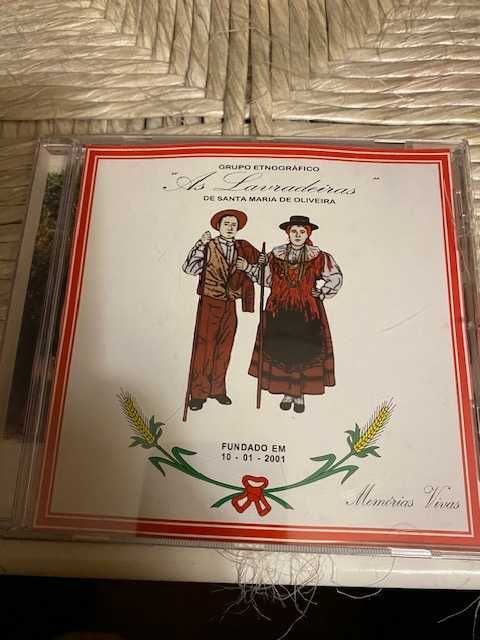 GRUPO ETNOGRÁFICO
"As Lavradeiras"
DE SANTA MARIA DE OLIVEIRA
FUNDADO EM
10 - 01 - 2001
Memórias Vivas